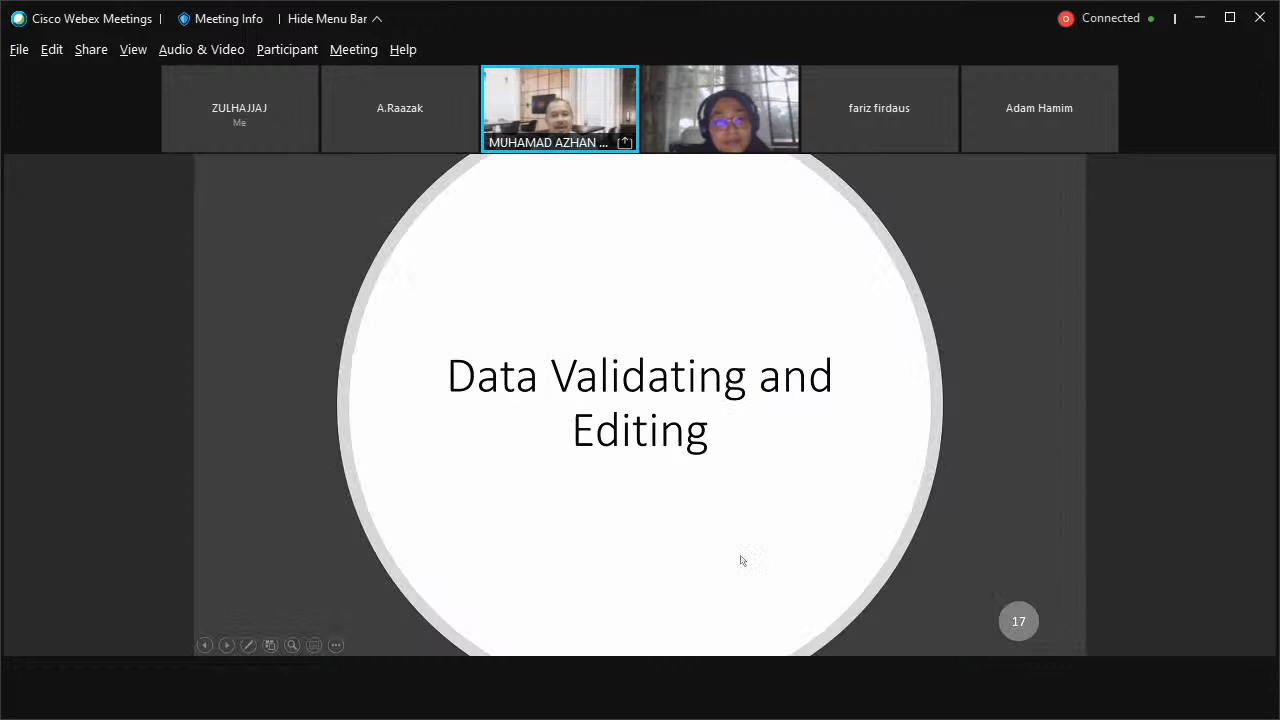 Cisco Webex Meetings | Meeting Info | Hide Menu Bar
Connected
File Edit Share View Audio & Video Participant Meeting Help
ZULHAJJAJ
Me
A.Raazak
MUHAMAD AZHAN ...
fariz firdaus
Adam Hamim
Data Validating and
Editing
17